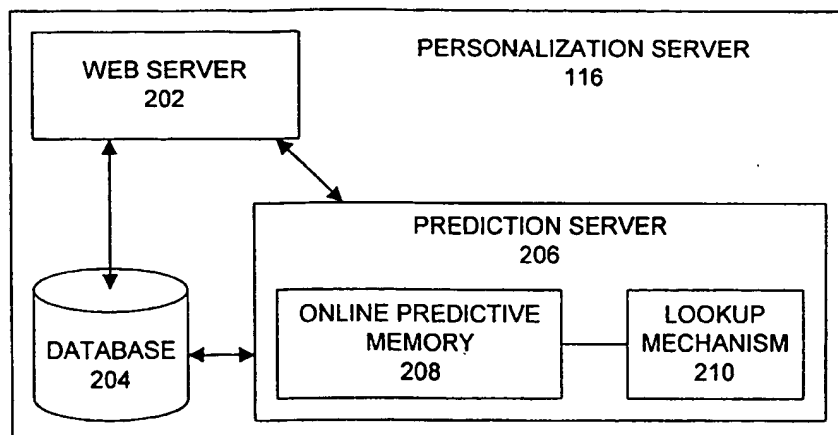 WEB SERVER
202
PERSONALIZATION SERVER
116
PREDICTION SERVER
206
ONLINE PREDICTIVE
MEMORY
208
LOOKUP
MECHANISM
210
DATABASE
204